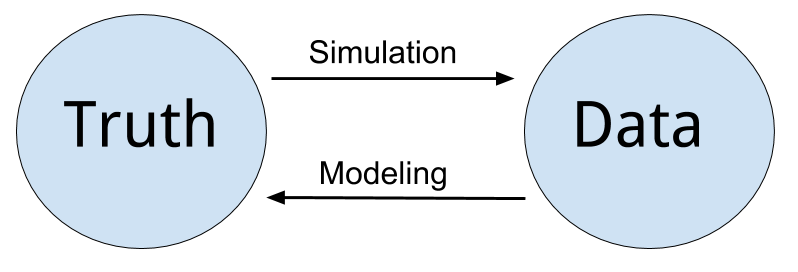 Simulation
Truth
Data
Modeling